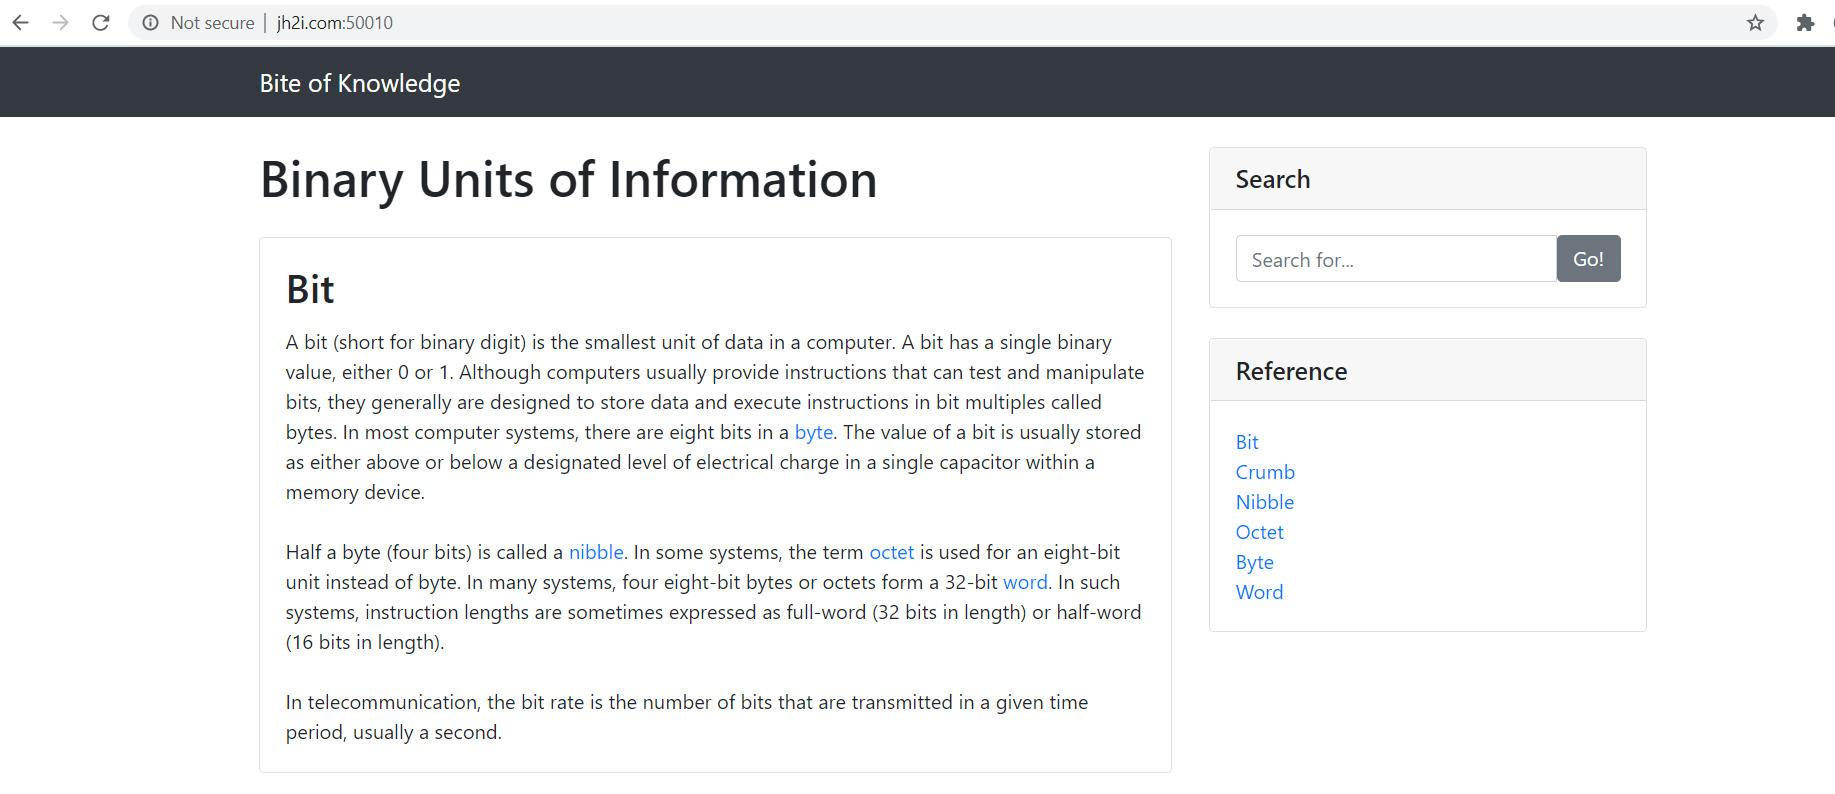 Not secure | jh2i.com:50010
Bite of Knowledge
Binary Units of Information
Bit
A bit (short for binary digit) is the smallest unit of data in a computer. A bit has a single binary
value, either 0 or 1. Although computers usually provide instructions that can test and manipulate
bits, they generally are designed to store data and execute instructions in bit multiples called
bytes. In most computer systems, there are eight bits in a byte. The value of a bit is usually stored
as either above or below a designated level of electrical charge in a single capacitor within a
memory device.
Half a byte (four bits) is called a nibble. In some systems, the term octet is used for an eight-bit
unit instead of byte. In many systems, four eight-bit bytes or octets form a 32-bit word. In such
systems, instruction lengths are sometimes expressed as full-word (32 bits in length) or half-word
(16 bits in length).
In telecommunication, the bit rate is the number of bits that are transmitted in a given time
period, usually a second.
Search
Search for...
Go!
Reference
Bit
Crumb
Nibble
Octet
Byte
Word